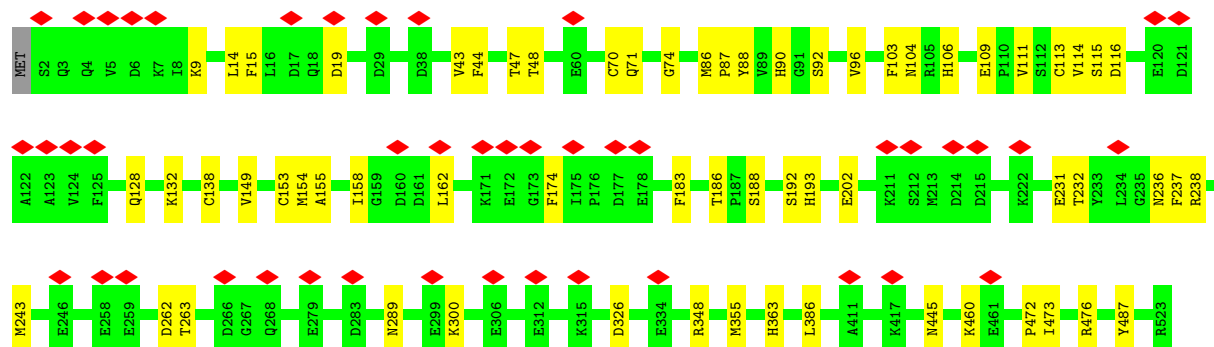 MET S2 Q3 Q4 V5 D6 K7 I8 K9 L14 F15 L16 D17 Q18 D19 D29 D38 V43 F44 T47 T48 E60 C70 Q71 G74 M86 P87 Y88 V89 H90 G91 S92 V96 F103 N104 R105 H106 E109 P110 V111 S112 C113 V114 S115 D116 E120 D121
A122 A123 V124 F125 Q128 K132 C138 V149 C153 M154 A155 I158 G159 D160 D161 L162 K171 E172 G173 F174 I175 P176 D177 E178 F183 T186 P187 S188 S192 H193 E202 K211 S212 M213 D214 D215 K222 E231 T232 Y233 L234 G235 N236 F237 R238
M243 E246 E258 E259 D262 T263 D266 G267 Q268 E279 D283 N289 E299 K300 E306 E312 K315 D326 E334 R348 M355 H363 L386 A411 K417 N445 K460 E461 P472 I473 R476 Y487 R523